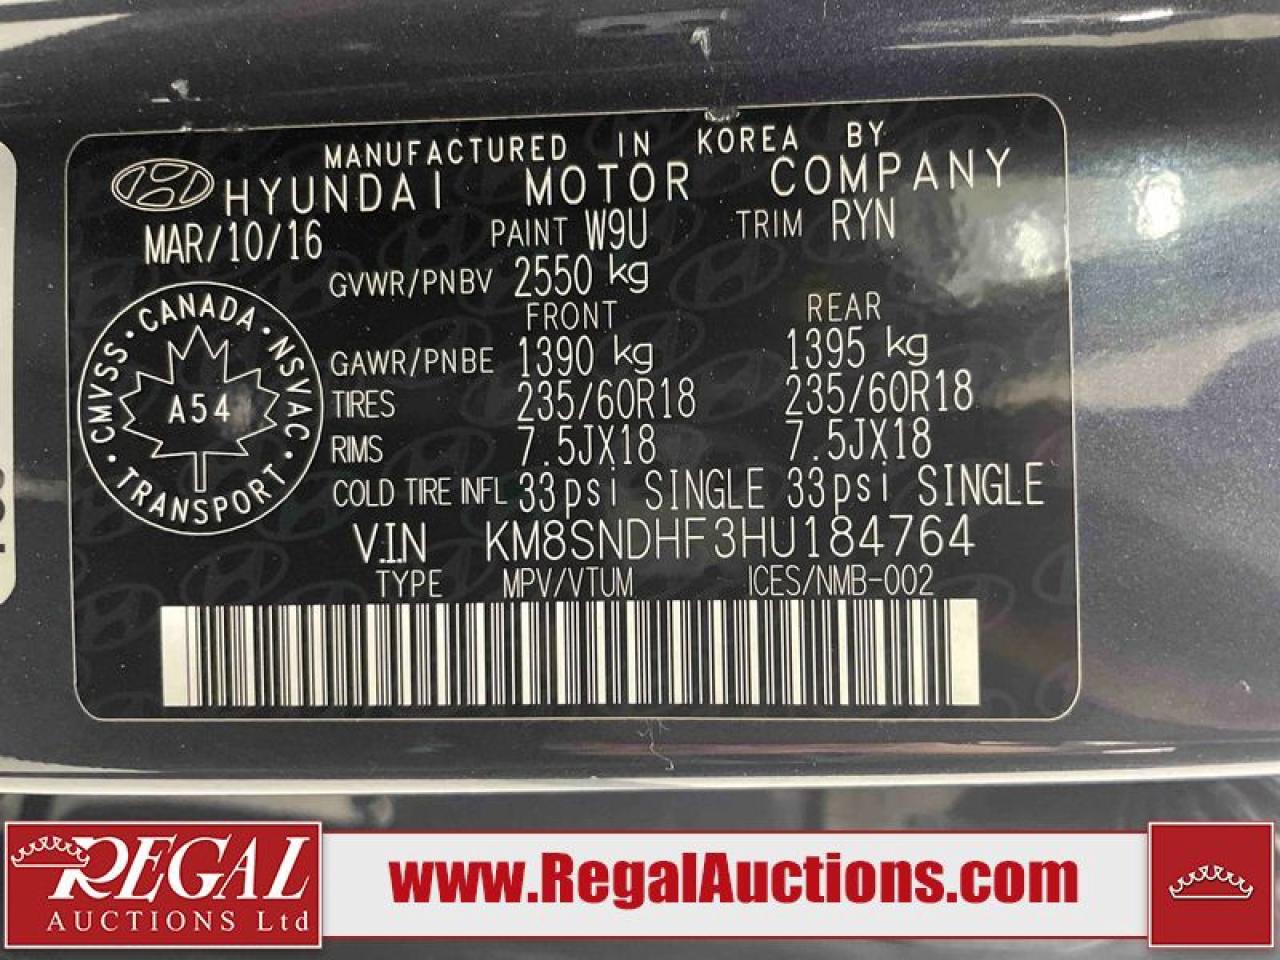 MANUFACTURED IN KOREA BY
HYUNDAI MOTOR COMPANY
MAR/10/16 PAINT W9U TRIM RYN
GVWR/PNBV 2550 kg
FRONT REAR
GAWR/PNBE 1390 kg 1395 kg
TIRES 235/60R18 235/60R18
RIMS 7.5JX18 7.5JX18
COLD TIRE INFL 33psi SINGLE 33psi SINGLE
VIN KM8SNDHF3HU184764
TYPE MPV/VTUM ICES/NMB-002
CANADA · NSVAC · TRANSPORT · CMVSS ·
A54
REGAL
AUCTIONS Ltd
www.RegalAuctions.com